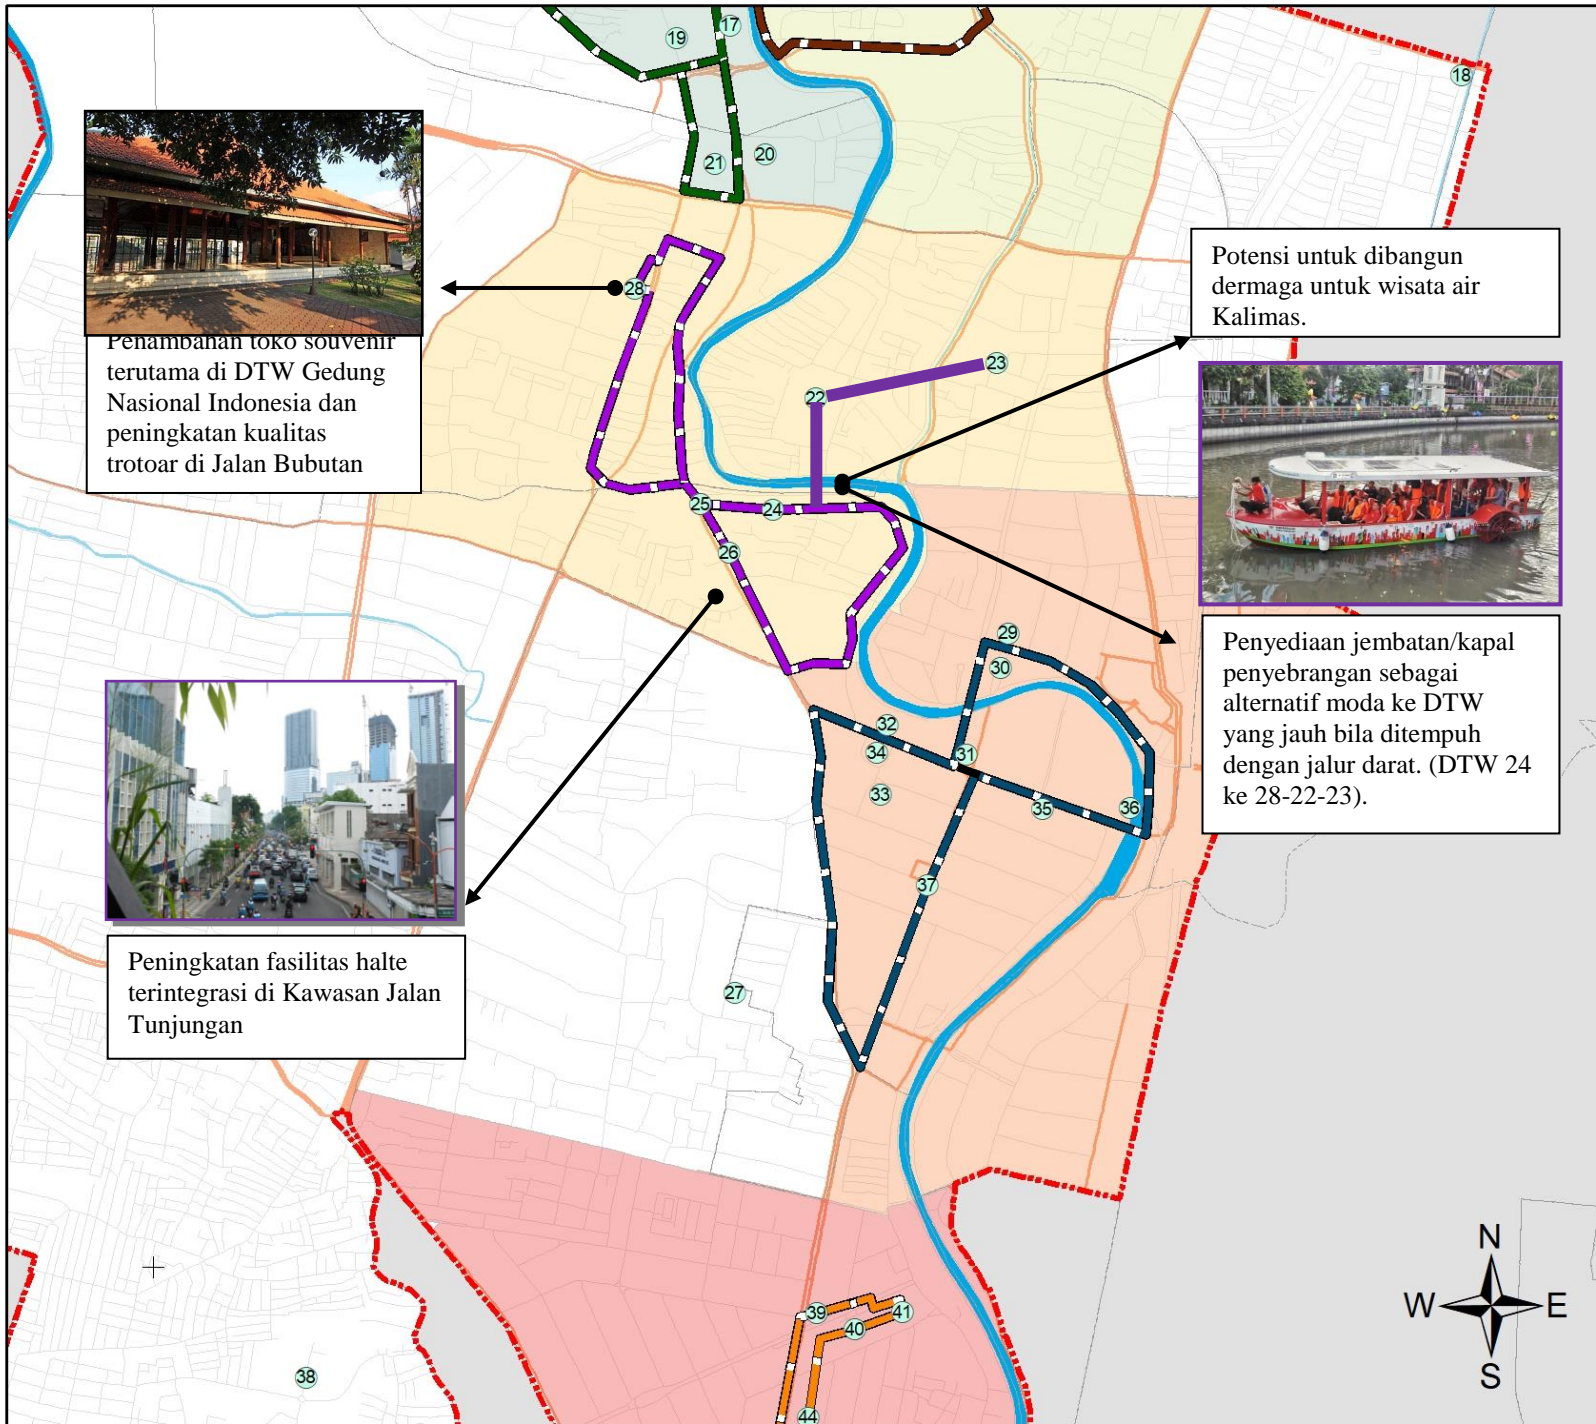 17
19
18
21
20
Potensi untuk dibangun
dermaga untuk wisata air
Kalimas.
28
Penambahan toko souvenir
terutama di DTW Gedung
Nasional Indonesia dan
peningkatan kualitas
trotoar di Jalan Bubutan
23
22
25
24
26
Penyediaan jembatan/kapal
penyebrangan sebagai
alternatif moda ke DTW
yang jauh bila ditempuh
dengan jalur darat. (DTW 24
ke 28-22-23).
29
30
32
34
31
33
35
36
37
Peningkatan fasilitas halte
terintegrasi di Kawasan Jalan
Tunjungan
27
N
W
E
S
39
41
40
38
44